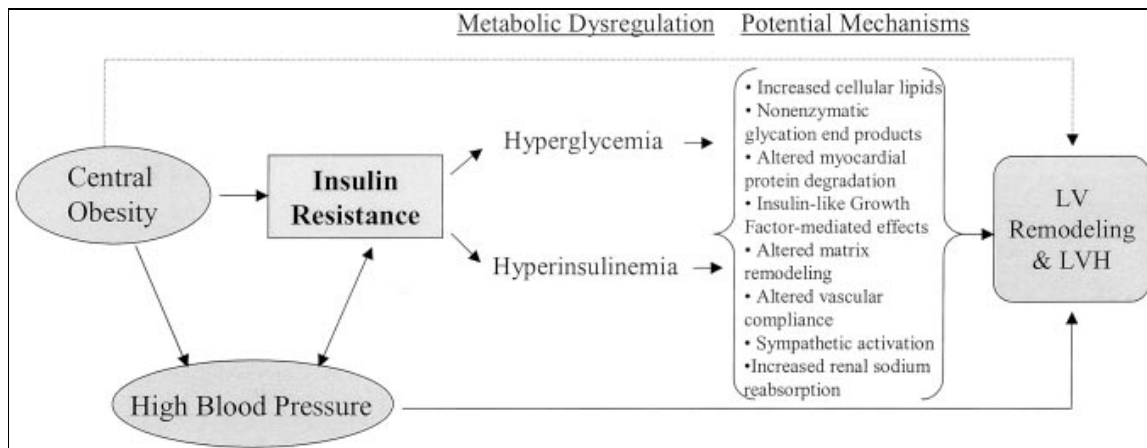 Metabolic Dysregulation
Potential Mechanisms
Central
Obesity
Insulin
Resistance
Hyperglycemia
Hyperinsulinemia
• Increased cellular lipids
• Nonenzymatic
glycation end products
• Altered myocardial
protein degradation
• Insulin-like Growth
Factor-mediated effects
• Altered matrix
remodeling
• Altered vascular
compliance
• Sympathetic activation
•Increased renal sodium
reabsorption
LV
Remodeling
& LVH
High Blood Pressure